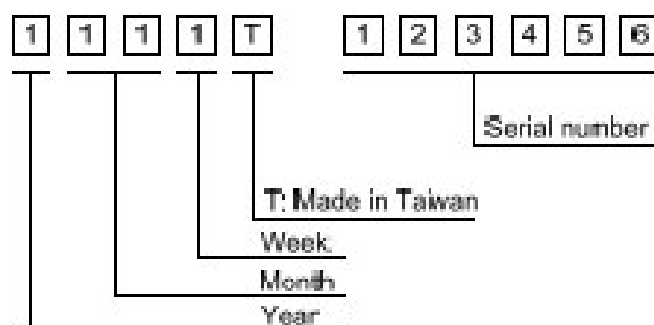 1 1 1 1 T 1 2 3 4 5 6
Serial number
T: Made in Taiwan
Week
Month
Year